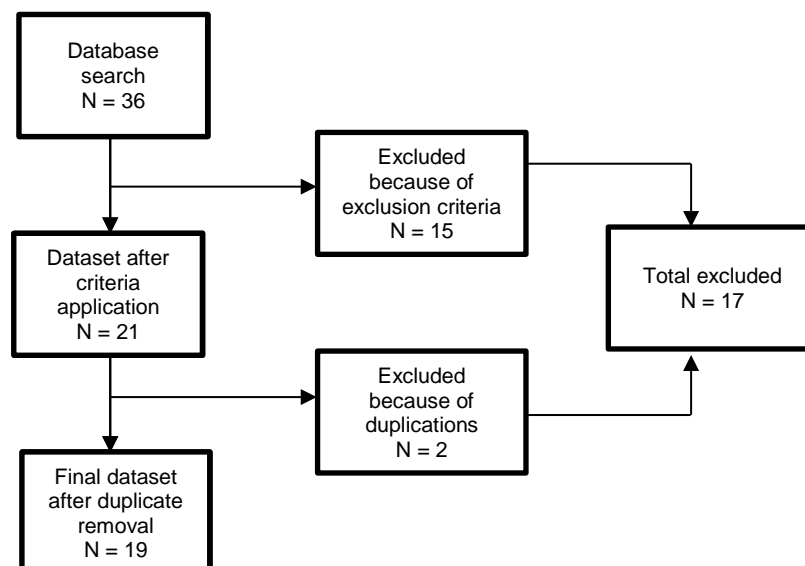 Database
search
N = 36
Excluded
because of
exclusion criteria
N = 15
Dataset after
criteria
application
N = 21
Total excluded
N = 17
Excluded
because of
duplications
N = 2
Final dataset
after duplicate
removal
N = 19